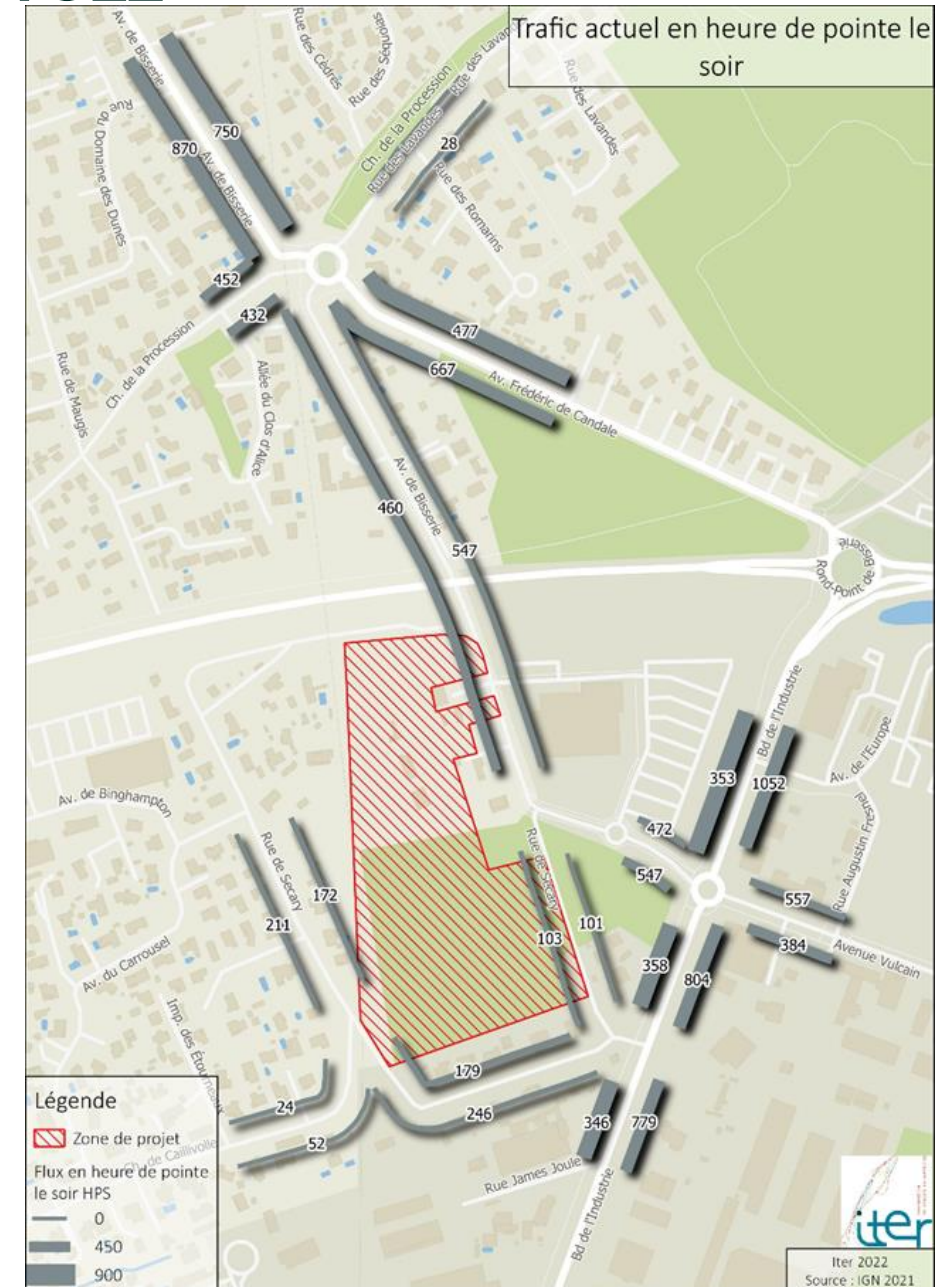 Trafic actuel en heure de pointe le
soir
Av. de Bisserie
Rue des Cèdres
Ch. de la Procession
Rue des Lavandes
Rue des Lavandes
Rue des Lavandes
Rue du Domaine des Dunes
870
750
Av. de Bisserie
28
Rue des Romarins
452
432
Ch. de la Procession
Rue de Maugis
Allée du Clos d'Alice
477
667
Av. Frédéric de Candale
Av. de Bisserie
460
547
Rond-Point de Bisserie
Bd de l'Industrie
Av. de l'Europe
353
1052
Av. de Binghampton
472
547
Rue Augustin Fresnel
Rue de Secary
Rue de Secary
172
211
103
101
557
384
Avenue Vulcain
358
804
Av. du Carrousel
Imp. des Étourneaux
179
246
24
52
346
779
Ch. de Caillivolle
Rue James Joule
Bd de l'Industrie
Légende
Zone de projet
Flux en heure de pointe
le soir HPS
0
450
900
iter
Iter 2022
Source : IGN 2021